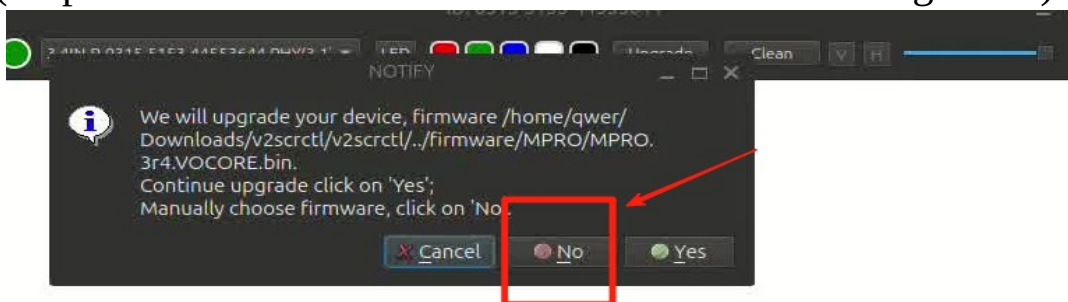 LED Upgrade Clean V H
NOTIFY
We will upgrade your device, firmware /home/qwer/
Downloads/v2scrctl/v2scrctl/../firmware/MPRO/MPRO.
3r4.VOCORE.bin.
Continue upgrade click on 'Yes';
Manually choose firmware, click on 'No'.
Cancel No Yes